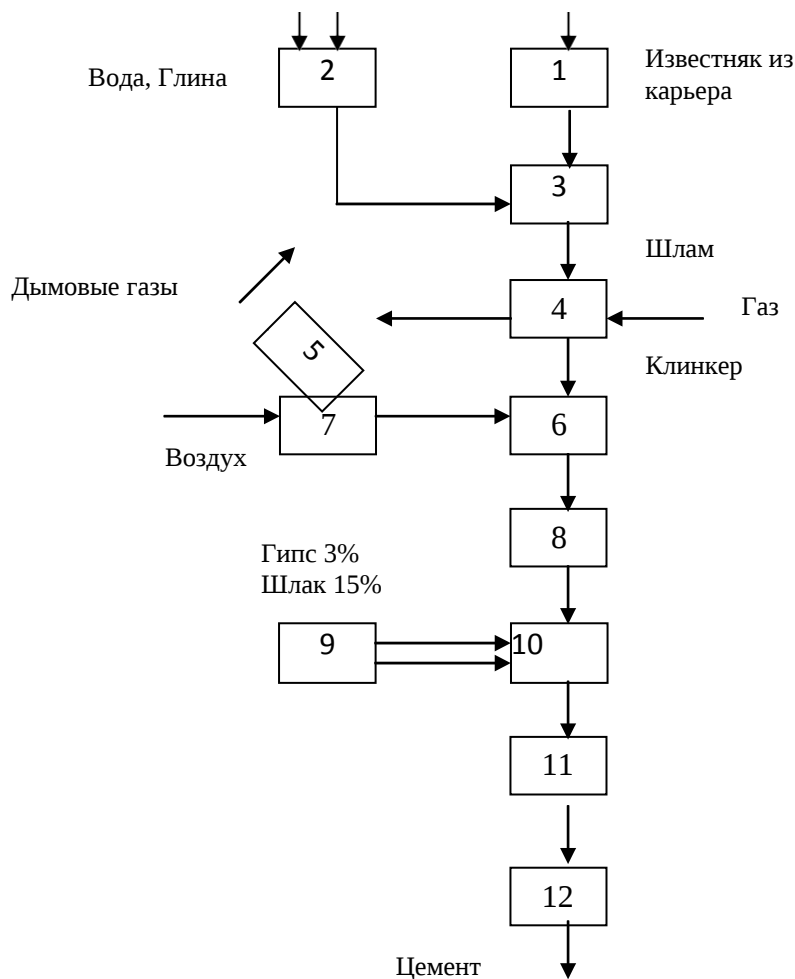 2
1
Вода, Глина
Известняк из
карьера
3
Шлам
Дымовые газы
4
Газ
5
Клинкер
7
6
Воздух
8
Гипс 3%
Шлак 15%
9
10
11
12
Цемент